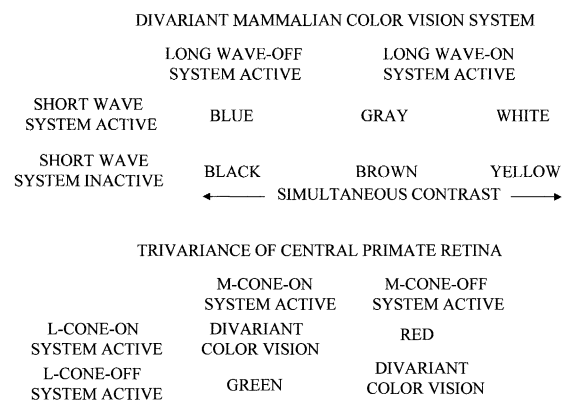 DIVARIANT MAMMALIAN COLOR VISION SYSTEM
LONG WAVE-OFF LONG WAVE-ON
SYSTEM ACTIVE SYSTEM ACTIVE
SHORT WAVE
SYSTEM ACTIVE BLUE GRAY WHITE
SHORT WAVE
SYSTEM INACTIVE BLACK BROWN YELLOW
SIMULTANEOUS CONTRAST
TRIVARIANCE OF CENTRAL PRIMATE RETINA
M-CONE-ON M-CONE-OFF
SYSTEM ACTIVE SYSTEM ACTIVE
L-CONE-ON DIVARIANT
SYSTEM ACTIVE COLOR VISION RED
L-CONE-OFF DIVARIANT
SYSTEM ACTIVE GREEN COLOR VISION